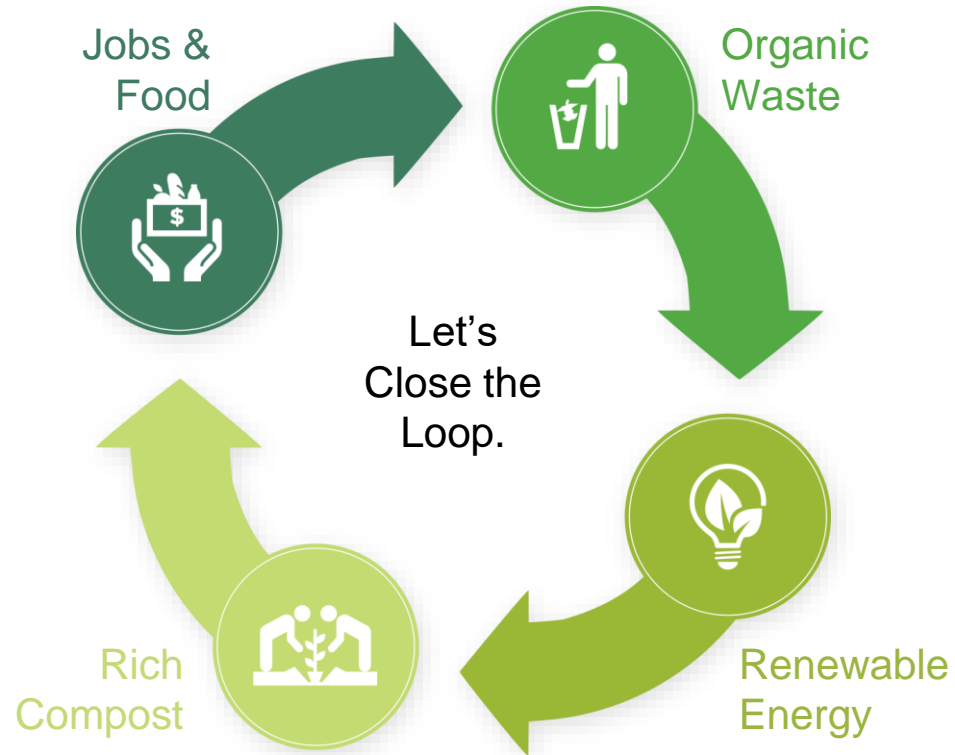 Jobs &
Food
Organic
Waste
$
Let's
Close the
Loop.
Rich
Compost
Renewable
Energy